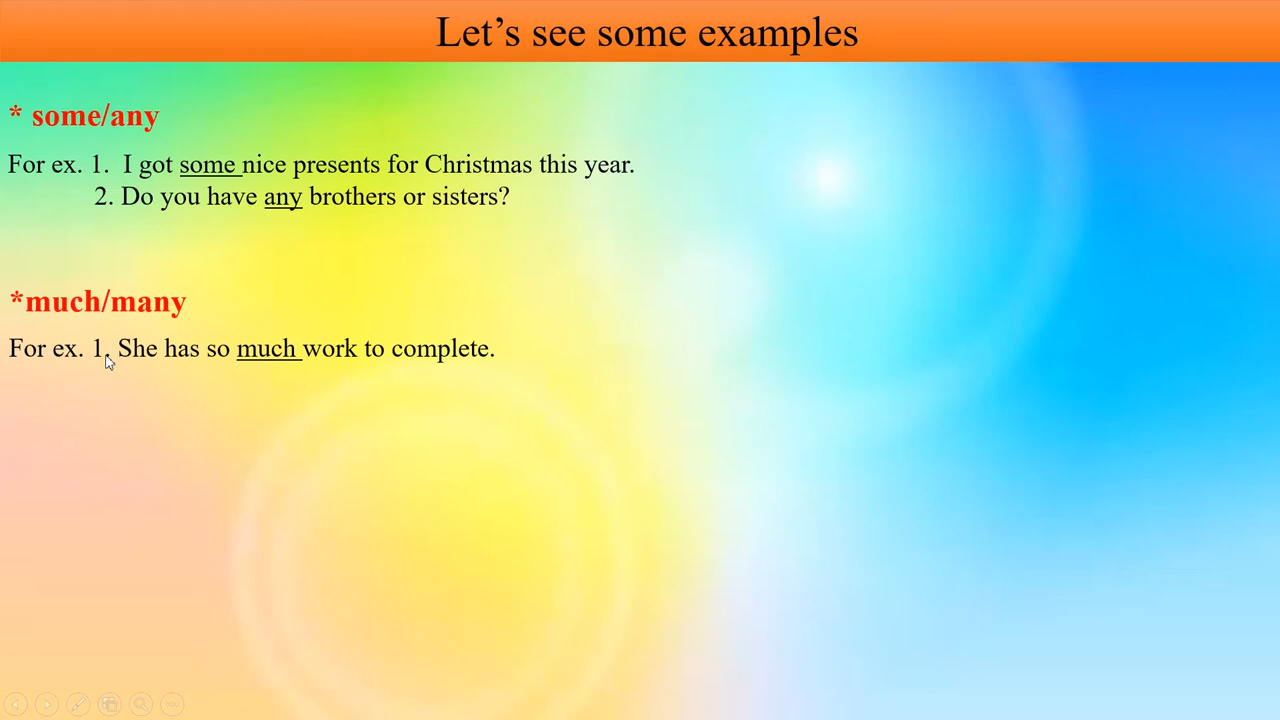 Let’s see some examples
* some/any
For ex. 1. I got some nice presents for Christmas this year.
2. Do you have any brothers or sisters?
*much/many
For ex. 1. She has so much work to complete.